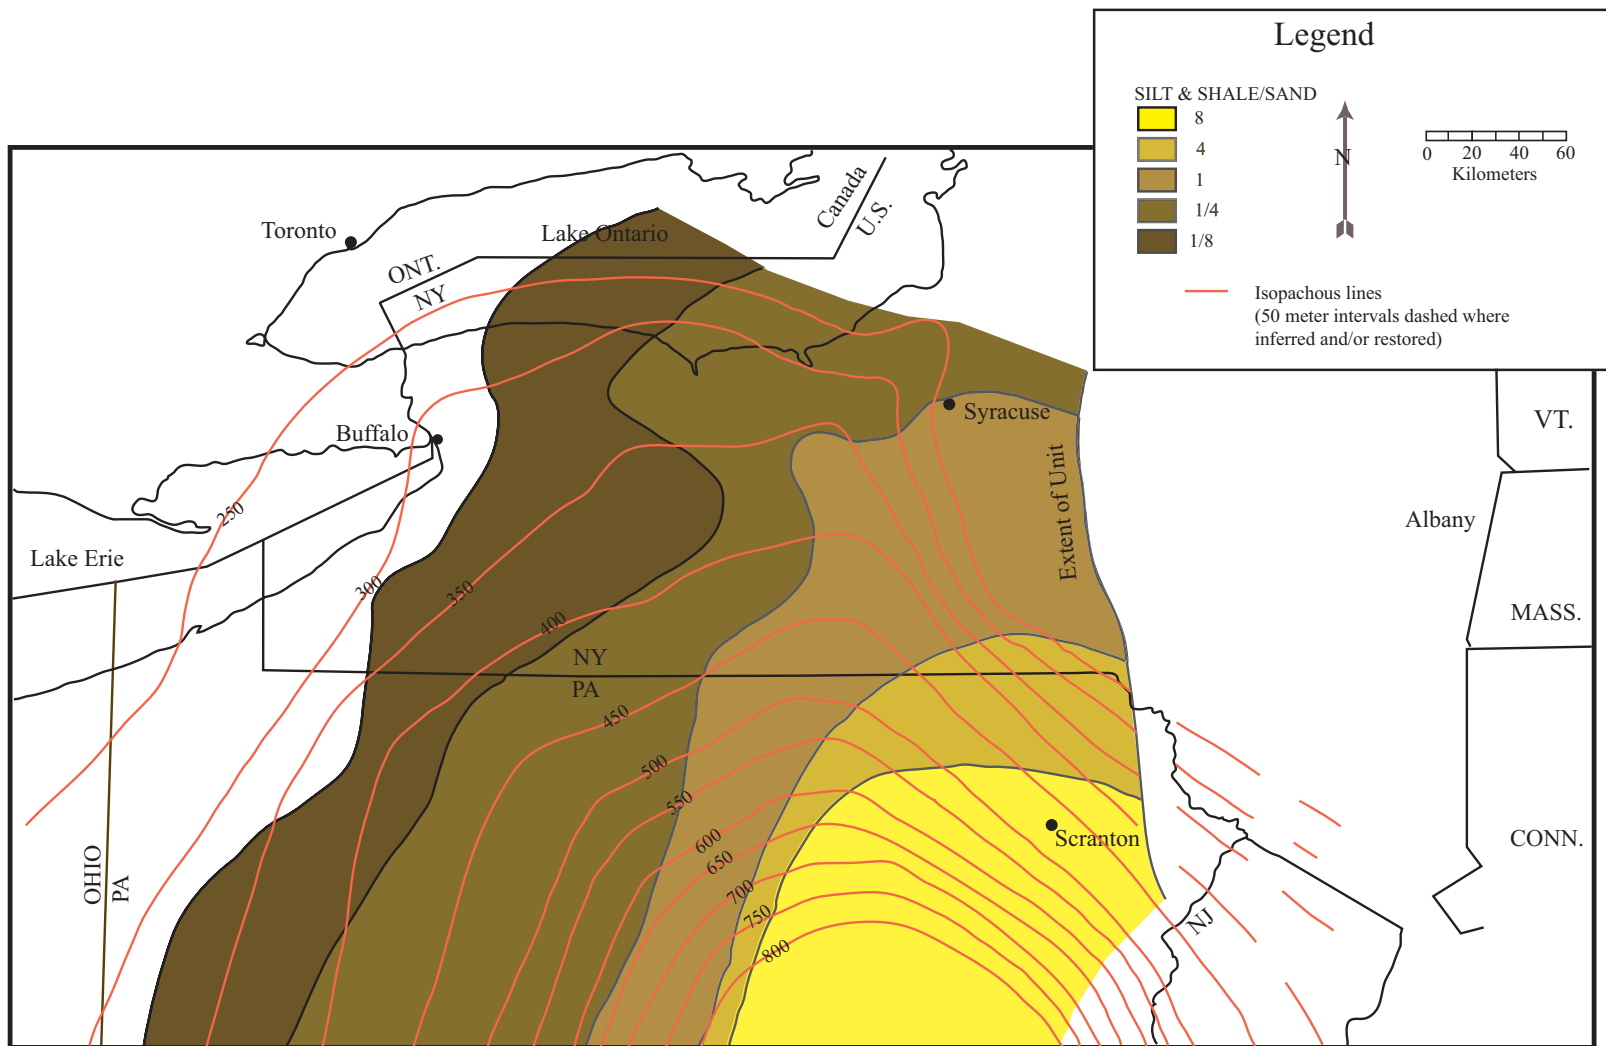 Legend
SILT & SHALE/SAND
8
4
1
1/4
1/8
N
0 20 40 60
Kilometers
Isopachous lines
(50 meter intervals dashed where
inferred and/or restored)
Toronto
Lake Ontario
Canada
U.S.
ONT.
NY
Buffalo
Syracuse
Extent of Unit
VT.
Albany
MASS.
CONN.
Lake Erie
250
300
350
400
NY
PA
450
500
550
600
650
700
750
800
Scranton
OHIO
PA
NJ